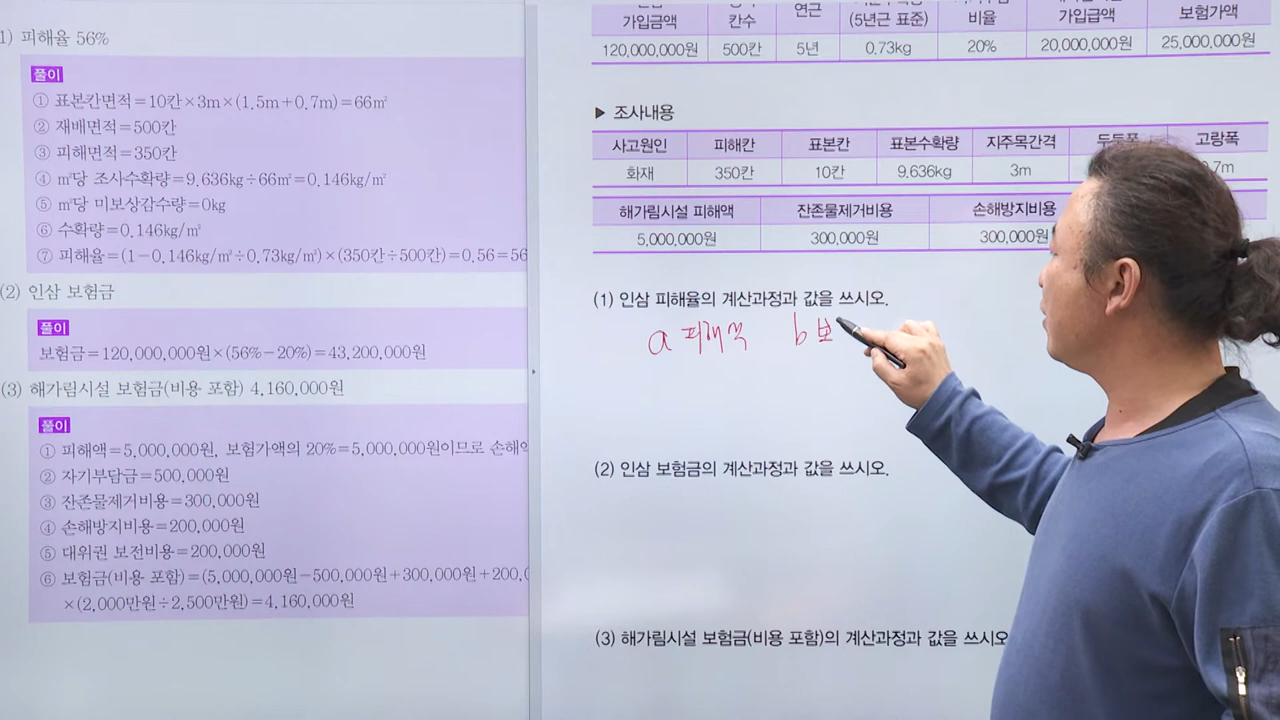 1) 피해율 56%
풀이
① 표본칸면적=10칸×3m×(1.5m+0.7m)=66㎡
② 재배면적=500칸
③ 피해면적=350칸
④ ㎡당 조사수확량=9.636kg÷66㎡=0.146kg/㎡
⑤ ㎡당 미보상감수량=0kg
⑥ 수확량=0.146kg/㎡
⑦ 피해율=(1-0.146kg/㎡÷0.73kg/㎡)×(350칸÷500칸)=0.56=56
(2) 인삼 보험금
풀이
보험금=120,000,000원×(56%-20%)=43,200,000원
(3) 해가림시설 보험금(비용 포함) 4,160,000원
풀이
① 피해액=5,000,000원, 보험가액의 20%=5,000,000원이므로 손해액
② 자기부담금=500,000원
③ 잔존물제거비용=300,000원
④ 손해방지비용=200,000원
⑤ 대위권 보전비용=200,000원
⑥ 보험금(비용 포함)=(5,000,000원-500,000원+300,000원+200,0
×(2,000만원÷2,500만원)=4,160,000원
가입금액 칸수 연근 (5년근 표준) 비율 가입급액 보험가액
120,000,000원 500칸 5년 0.73kg 20% 20,000,000원 25,000,000원
▶ 조사내용
사고원인 피해칸 표본칸 표본수확량 지주목간격 두둑폭 고랑폭
화재 350칸 10칸 9.636kg 3m 0.7m
해가림시설 피해액 잔존물제거비용 손해방지비용
5,000,000원 300,000원 300,000원
(1) 인삼 피해율의 계산과정과 값을 쓰시오.
a 피해액 b 보
(2) 인삼 보험금의 계산과정과 값을 쓰시오.
(3) 해가림시설 보험금(비용 포함)의 계산과정과 값을 쓰시오